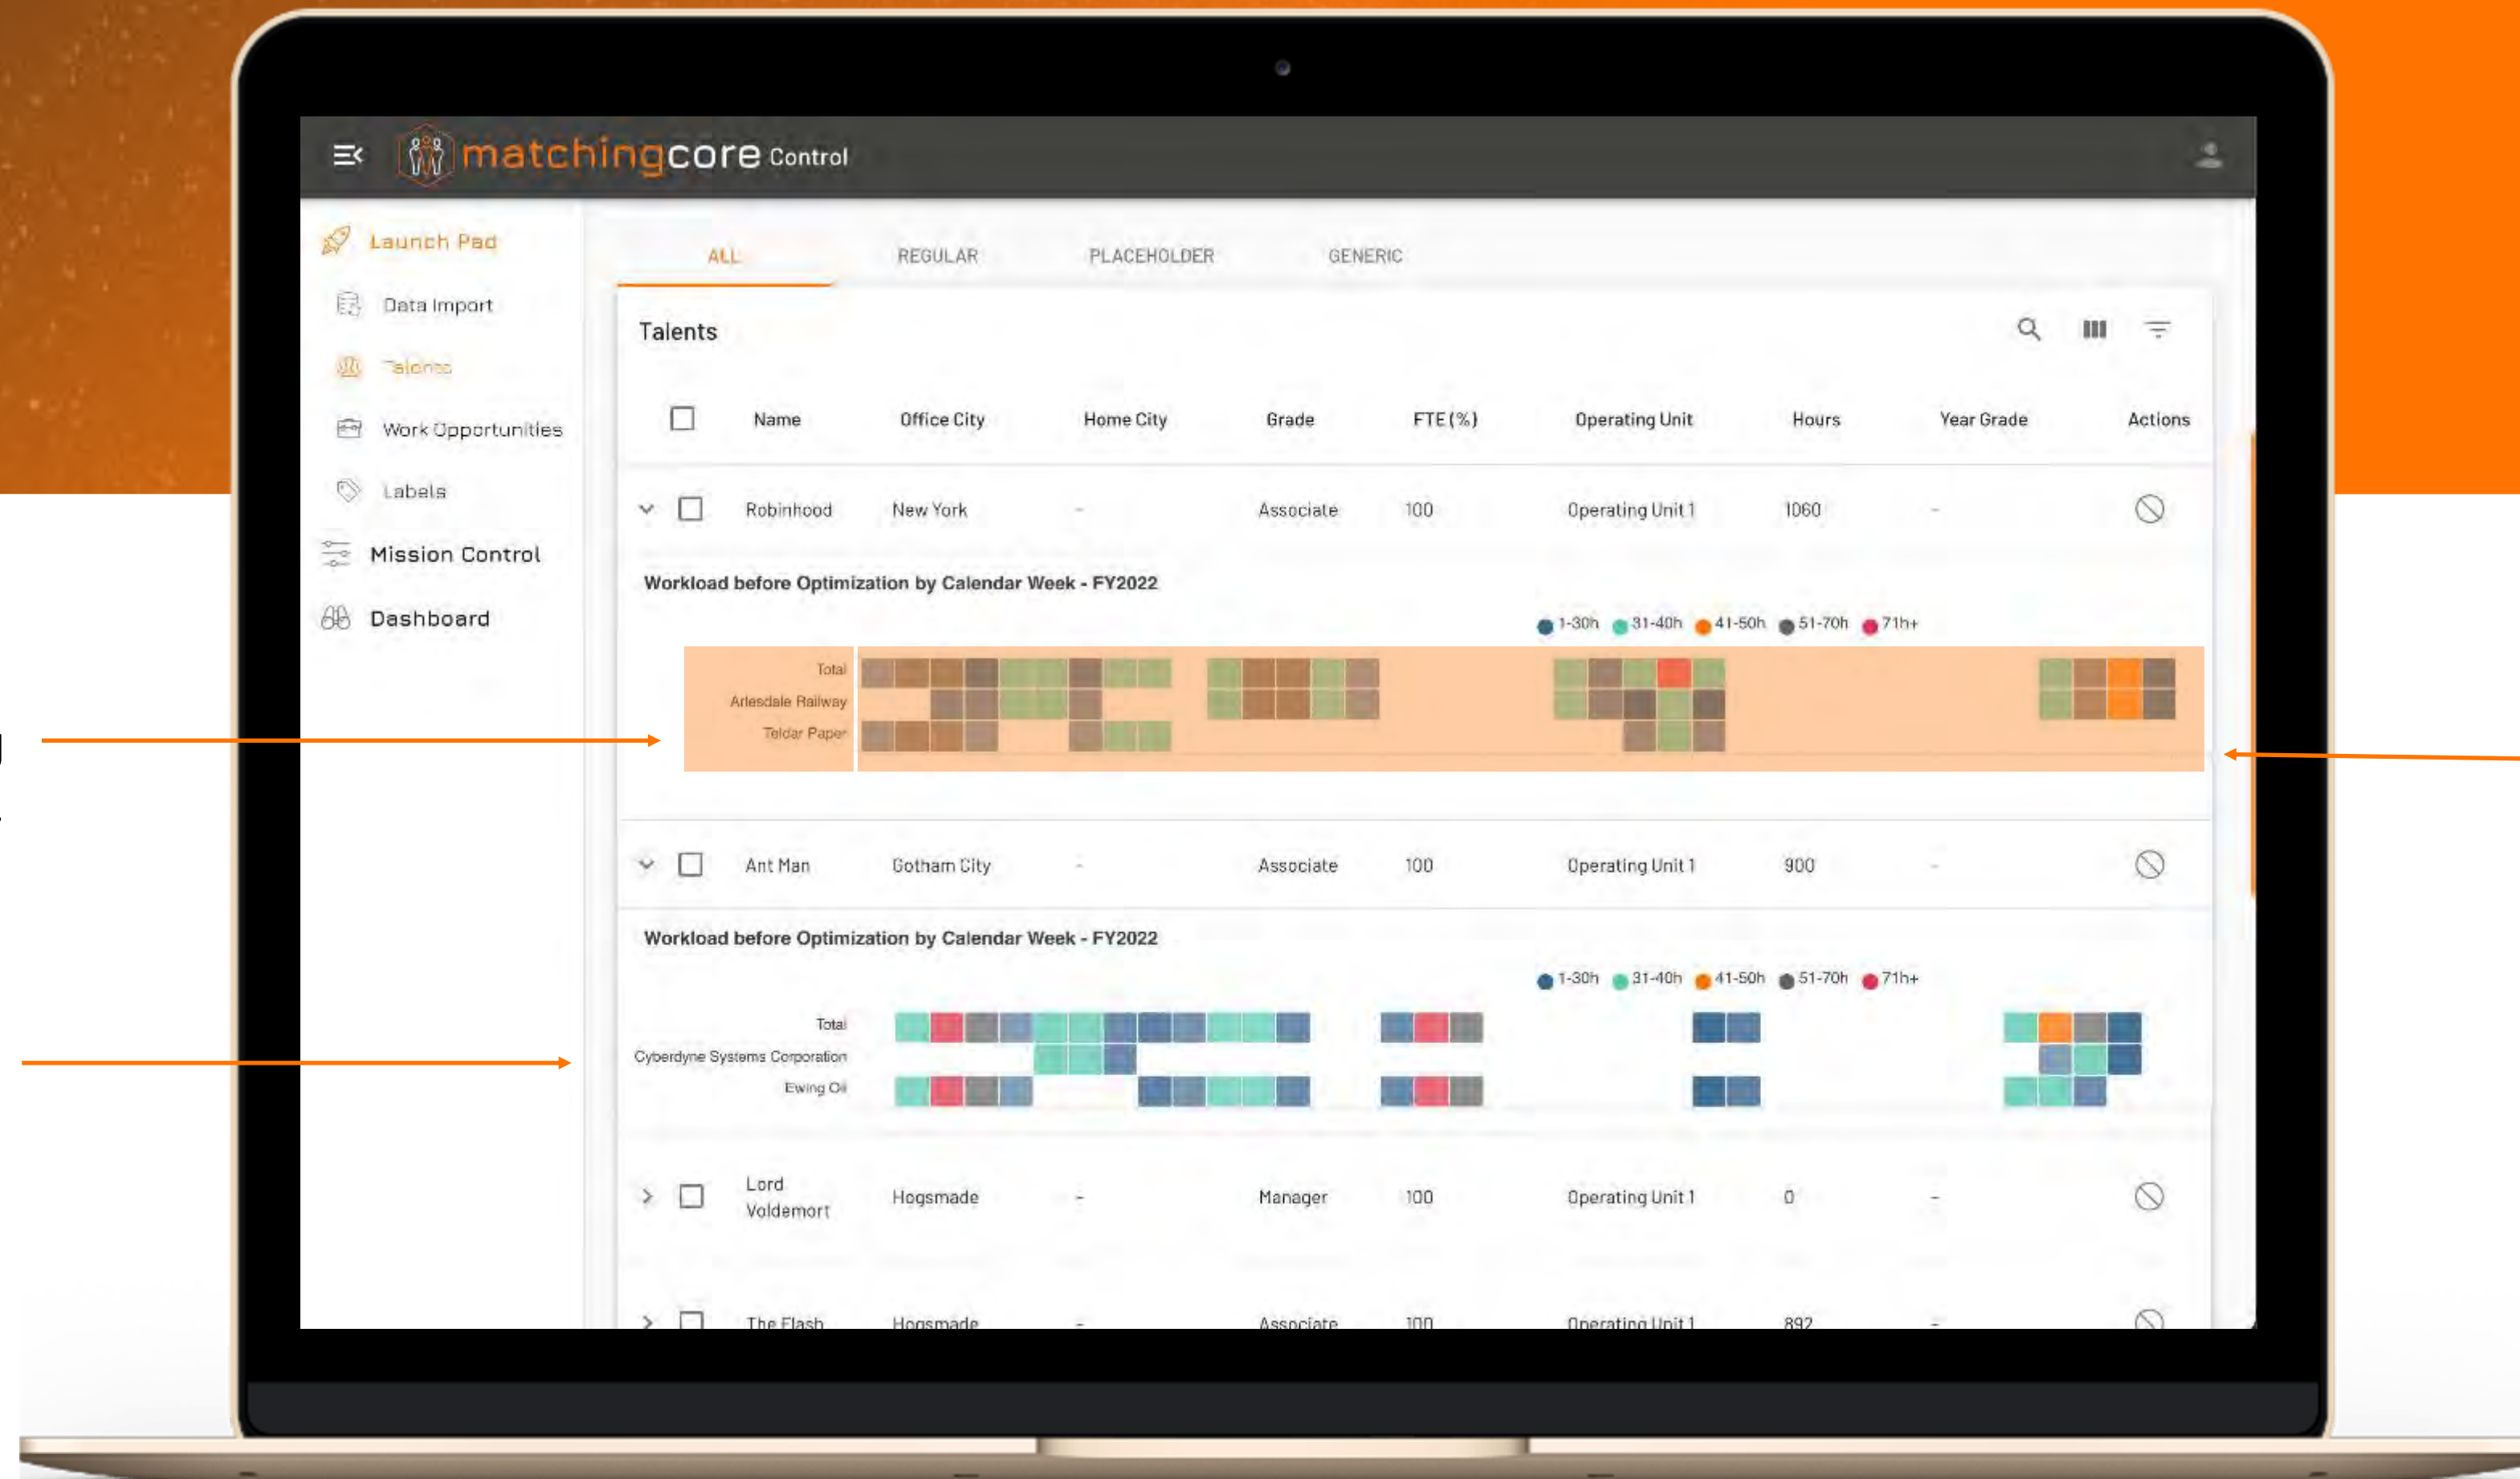 matchingcore Control
Launch Pad
Data Import
Talents
Work Opportunities
Labels
Mission Control
Dashboard
ALL REGULAR PLACEHOLDER GENERIC
Talents
Name Office City Home City Grade FTE (%) Operating Unit Hours Year Grade Actions
Robinhood New York - Associate 100 Operating Unit 1 1060 -
Workload before Optimization by Calendar Week - FY2022
1-30h 31-40h 41-50h 51-70h 71h+
Total
Arlesdale Railway
Teldar Paper
Ant Man Gotham City - Associate 100 Operating Unit 1 900 -
Workload before Optimization by Calendar Week - FY2022
1-30h 31-40h 41-50h 51-70h 71h+
Total
Cyberdyne Systems Corporation
Ewing Oil
Lord Voldemort Hogsmade - Manager 100 Operating Unit 1 0 -
The Flash Hogsmade - Associate 100 Operating Unit 1 892 -